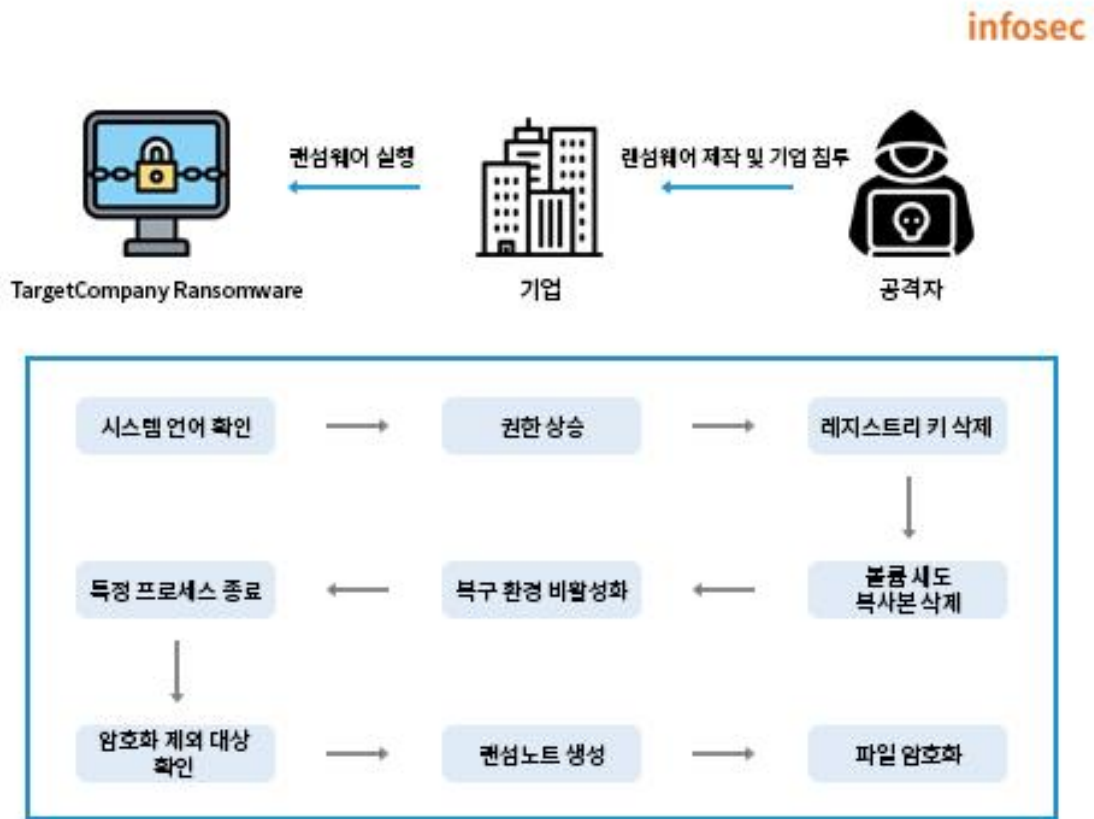 infosec
랜섬웨어 실행
랜섬웨어 제작 및 기업 침투
TargetCompany Ransomware
기업
공격자
시스템 언어 확인
권한 상승
레지스트리 키 삭제
특정 프로세스 종료
복구 환경 비활성화
볼륨 섀도
복사본 삭제
암호화 제외 대상
확인
랜섬노트 생성
파일 암호화